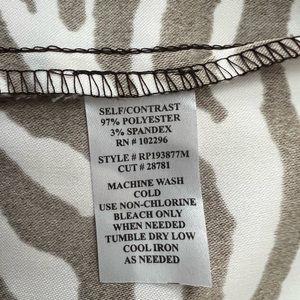 SELF/CONTRAST
97% POLYESTER
3% SPANDEX
RN # 102296
STYLE # RP193877M
CUT # 28781
MACHINE WASH
COLD
USE NON-CHLORINE
BLEACH ONLY
WHEN NEEDED
TUMBLE DRY LOW
COOL IRON
AS NEEDED